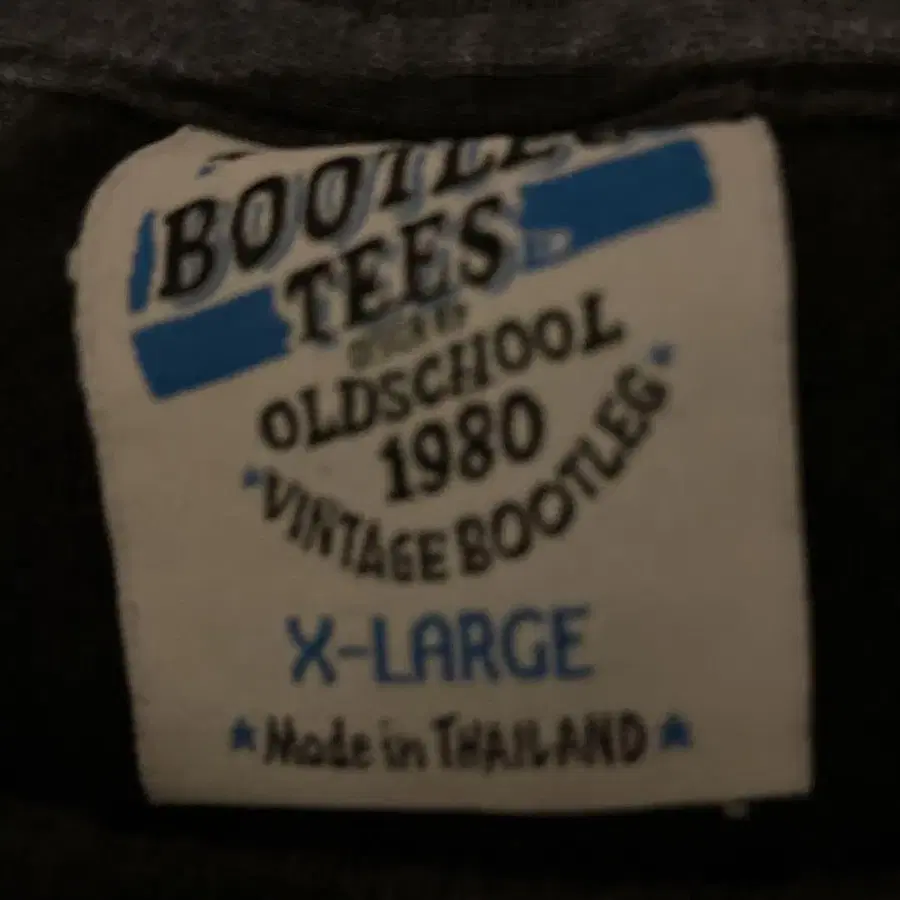 BOOTLEG
TEES
OLDSCHOOL
1980
VINTAGE BOOTLEG
X-LARGE
Made in THAILAND